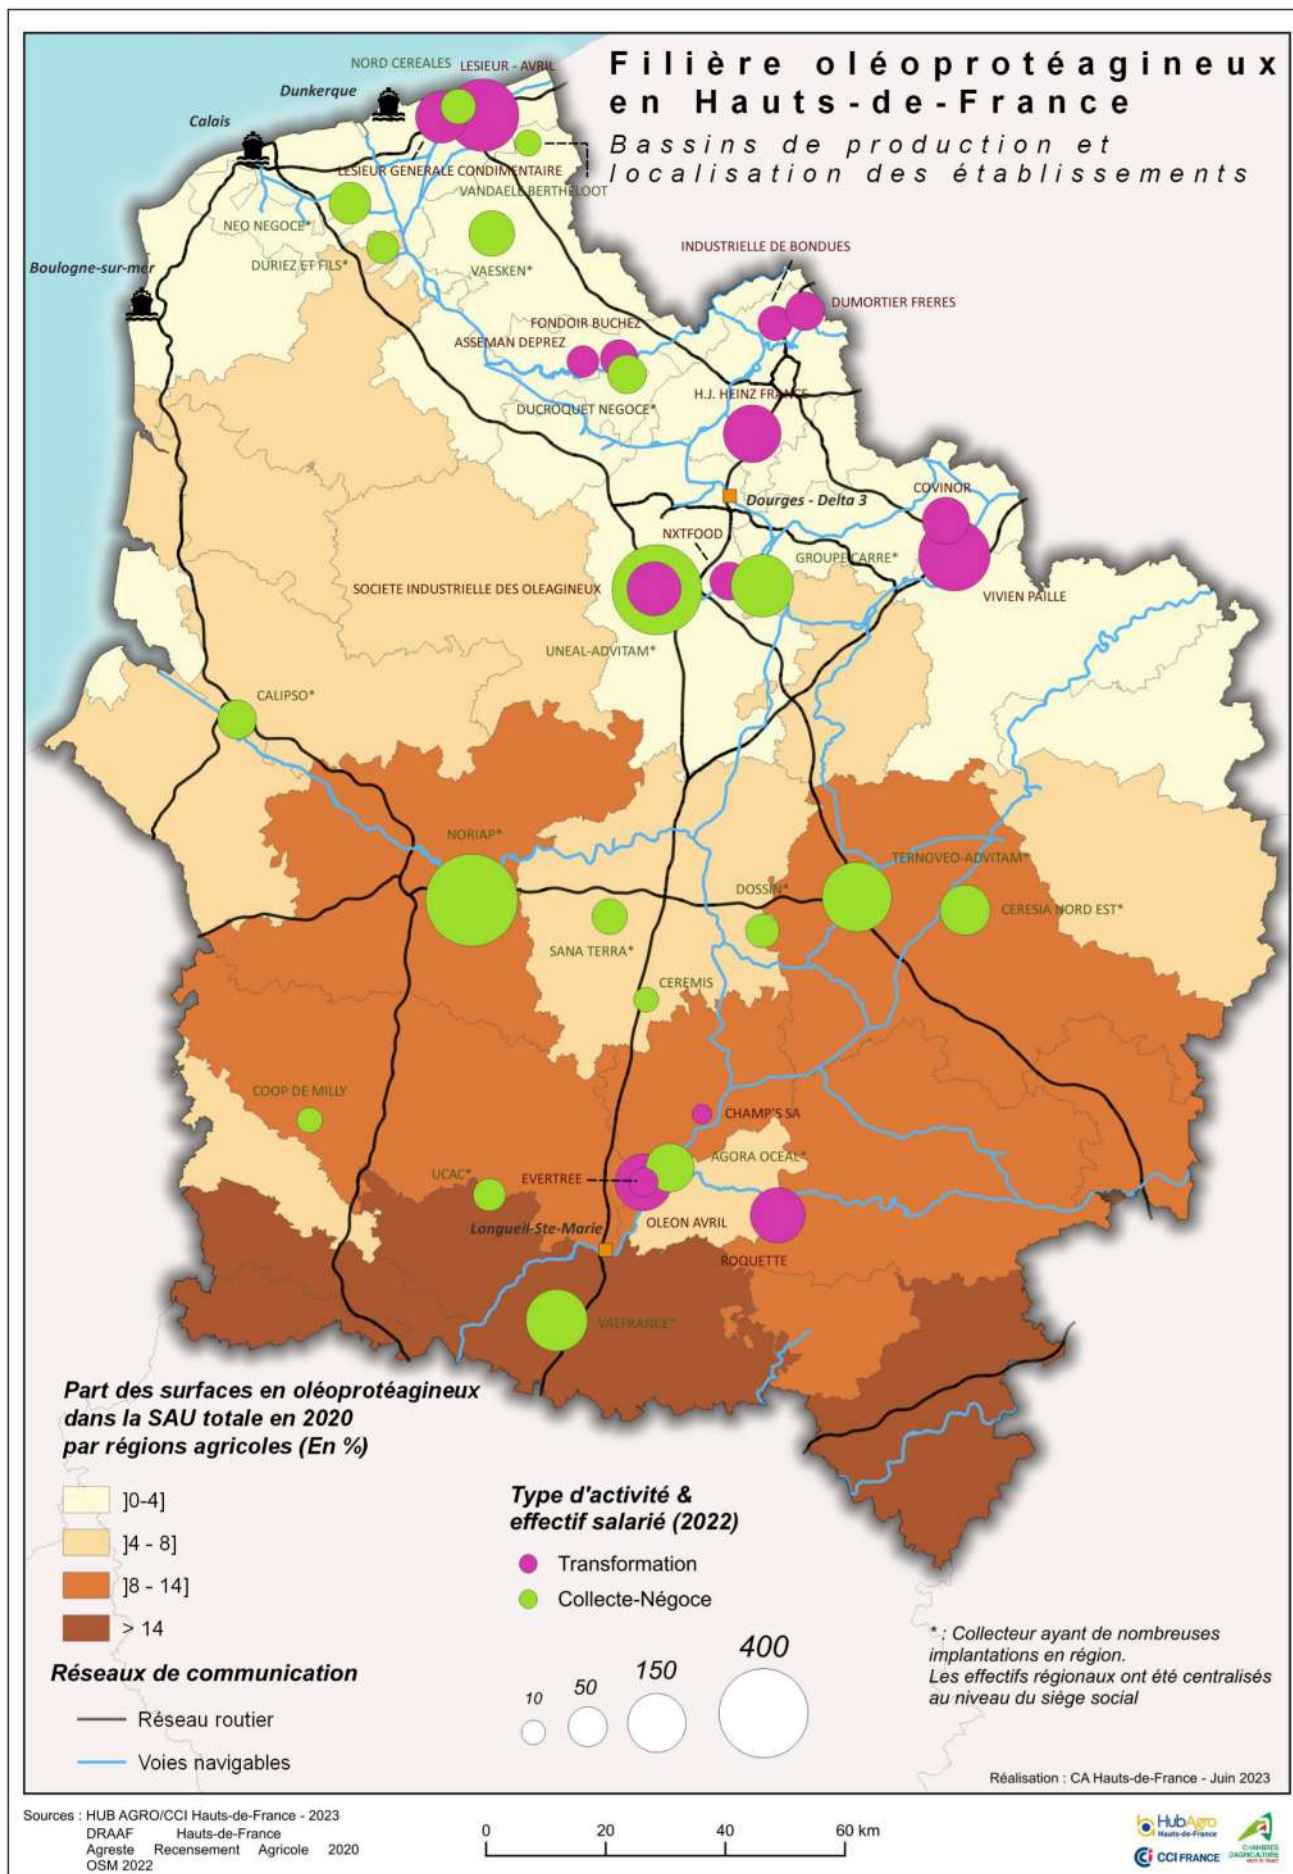 Filière oléoprotéagineux
en Hauts-de-France
Bassins de production et
localisation des établissements
NORD CEREALES
LESIEUR - AVRIL
Dunkerque
Calais
LESIEUR GENERALE CONDIMENTAIRE
VANDAELE BERTHELOOT
NEO NEGOCE*
DURIEZ ET FILS*
VAESKEN*
INDUSTRIELLE DE BONDUES
Boulogne-sur-mer
DUMORTIER FRERES
FONDOIR BUCHEZ
ASSEMAN DEPREZ
H.J. HEINZ FRANCE
DUCROQUET NEGOCE*
COVINOR
Dourges - Delta 3
NXTFOOD
GROUPE CARRE*
SOCIETE INDUSTRIELLE DES OLEAGINEUX
VIVIEN PAILLE
UNEAL-ADVITAM*
CALIPSO*
NORIAP*
TERNOVEO-ADVITAM*
DOSSIN*
CERESIA NORD EST*
SANA TERRA*
CEREMIS
COOP DE MILLY
CHAMP'S SA
AGORA OCEAL*
UCAC*
EVERTREE
OLEON AVRIL
Longueil-Ste-Marie
ROQUETTE
VALFRANCE*
Part des surfaces en oléoprotéagineux
dans la SAU totale en 2020
par régions agricoles (En %)
]0-4]
]4 - 8]
]8 - 14]
> 14
Réseaux de communication
Réseau routier
Voies navigables
Type d'activité &
effectif salarié (2022)
Transformation
Collecte-Négoce
10
50
150
400
* : Collecteur ayant de nombreuses
implantations en région.
Les effectifs régionaux ont été centralisés
au niveau du siège social
Réalisation : CA Hauts-de-France - Juin 2023
Sources : HUB AGRO/CCI Hauts-de-France - 2023
DRAAF Hauts-de-France
Agreste Recensement Agricole 2020
OSM 2022
0 20 40 60 km
HubAgro
Hauts-de-France
CCI FRANCE
CHAMBRES
D'AGRICULTURE